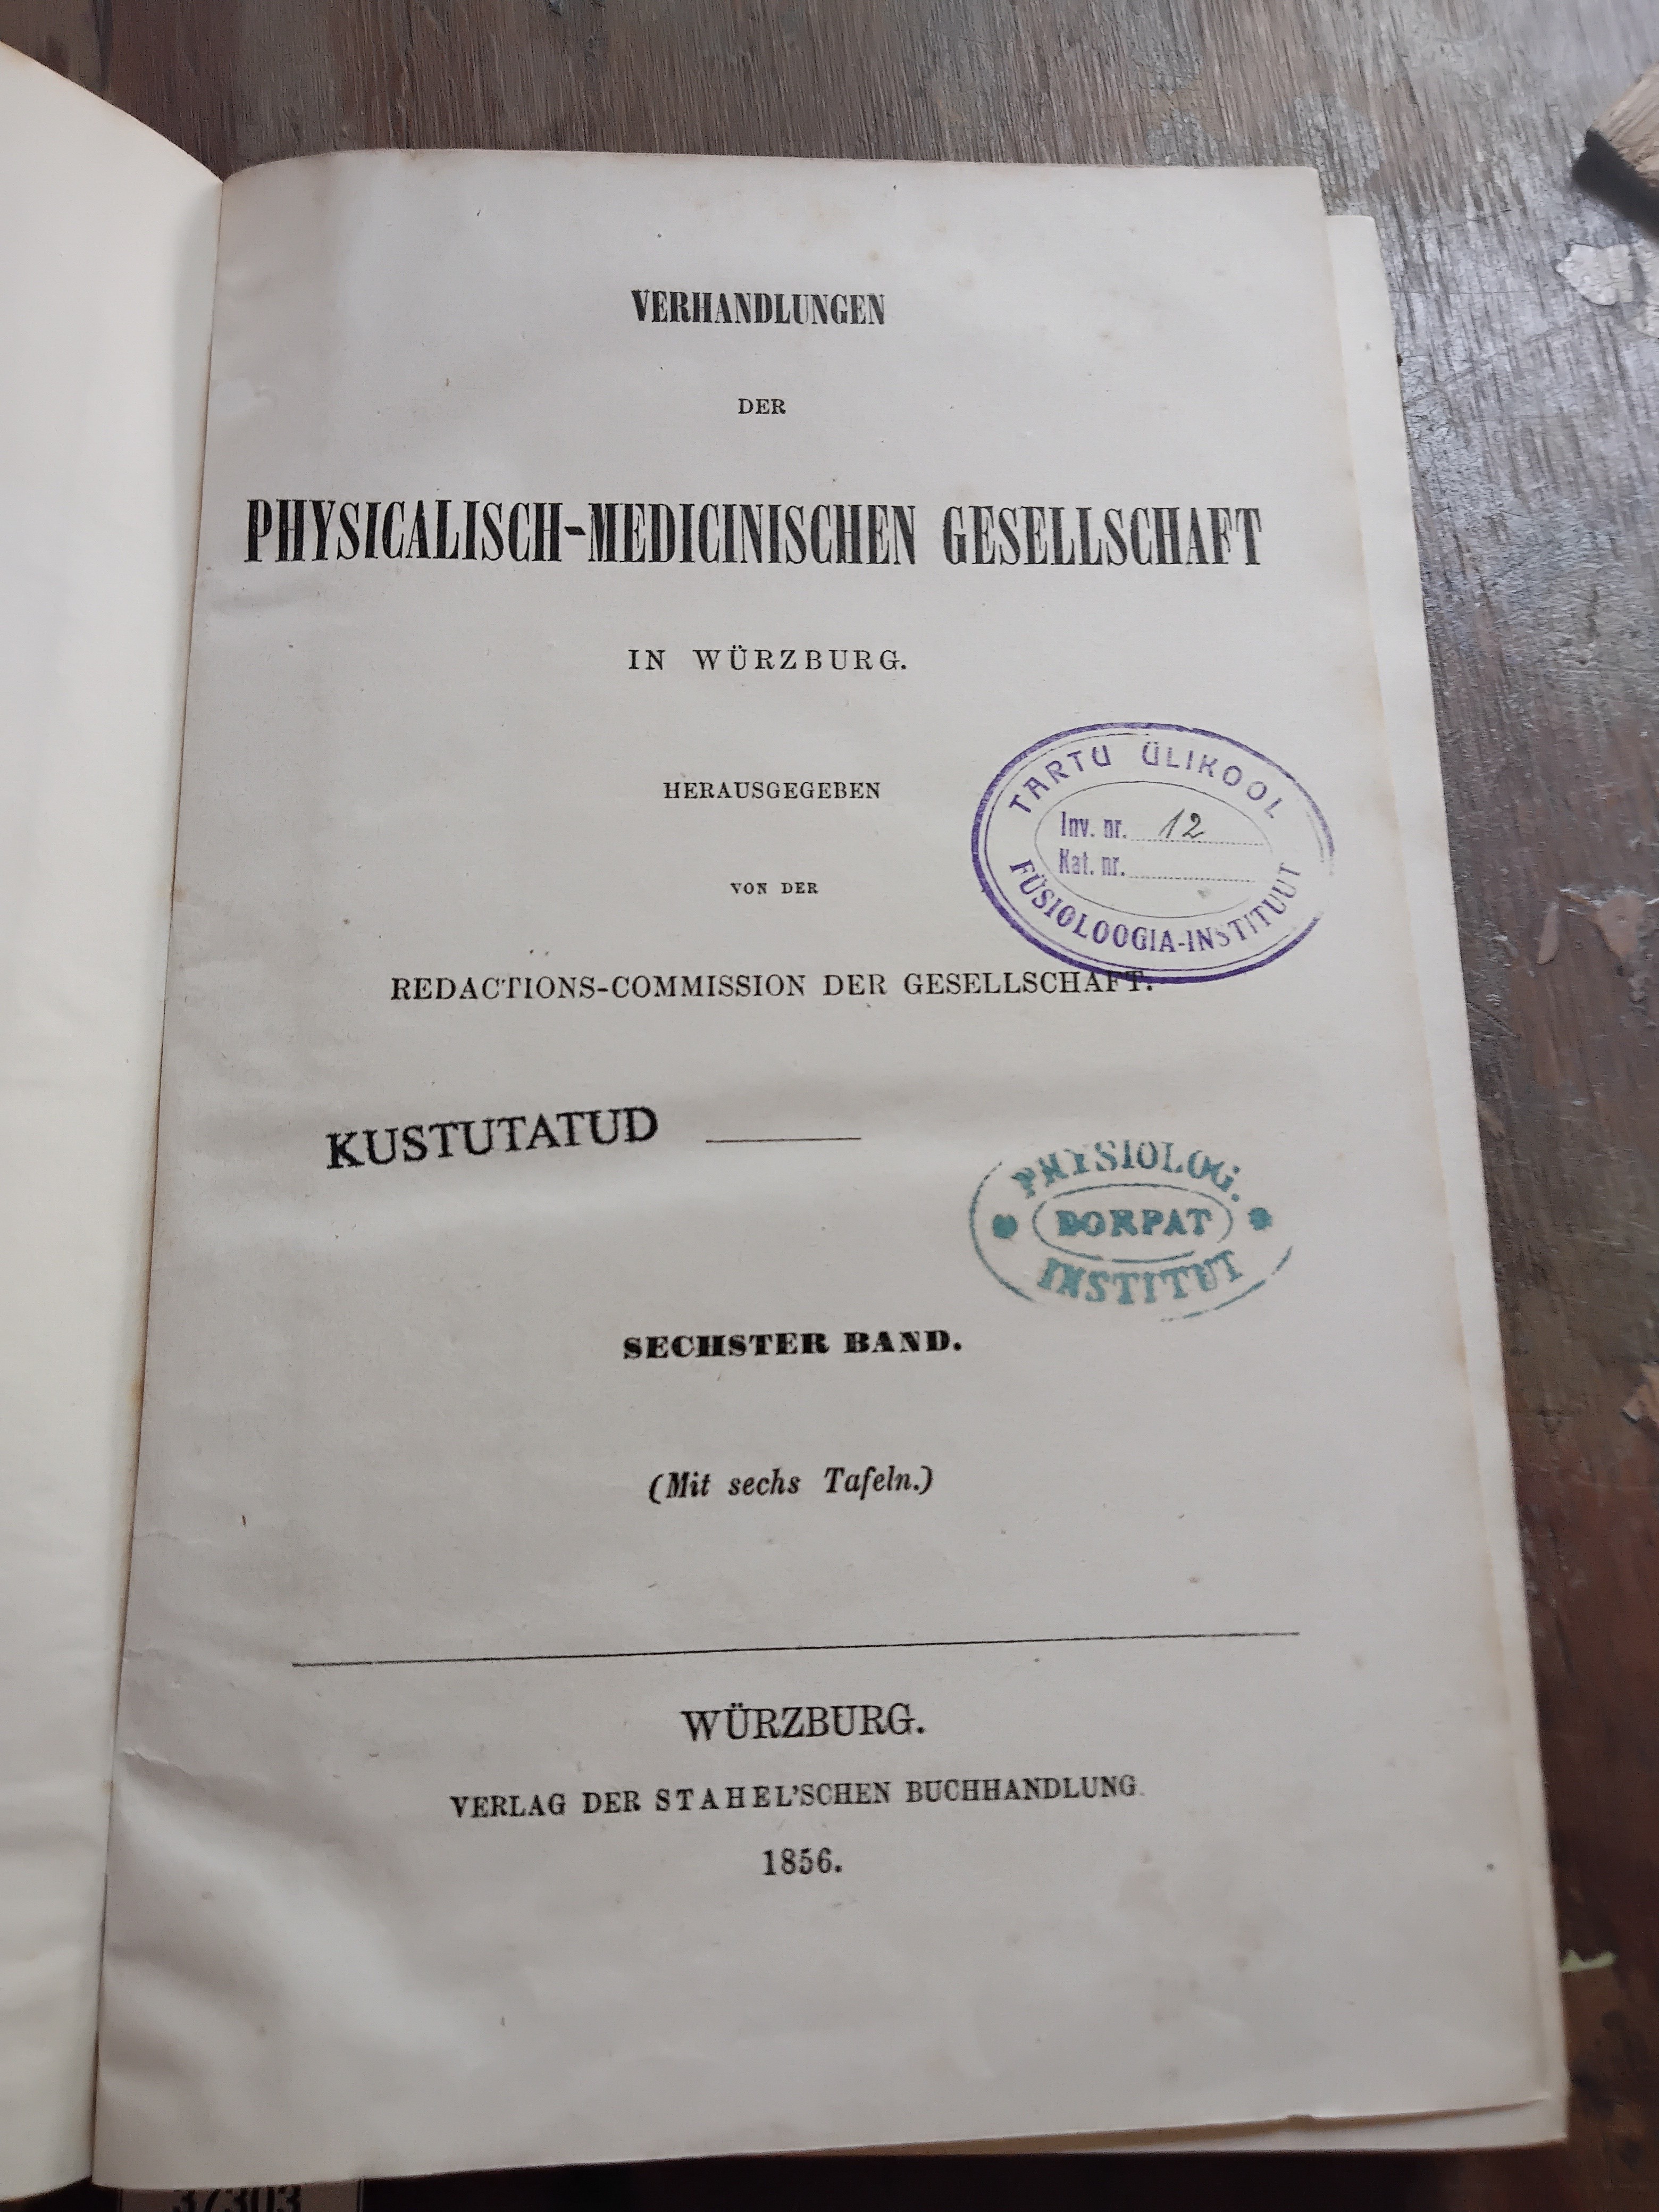 VERHANDLUNGEN
DER
PHYSICALISCH-MEDICINISCHEN GESELLSCHAFT
IN WÜRZBURG.
HERAUSGEGEBEN
VON DER
REDACTIONS-COMMISSION DER GESELLSCHAFT.
TARTU ÜLIKOOL
Inv. nr. 12
Kat. nr.
FÜSIOLOOGIA-INSTITUUT
KUSTUTATUD
PHYSIOLOG.
DORPAT
INSTITUT
SECHSTER BAND.
(Mit sechs Tafeln.)
WÜRZBURG.
VERLAG DER STAHEL'SCHEN BUCHHANDLUNG.
1856.
37303